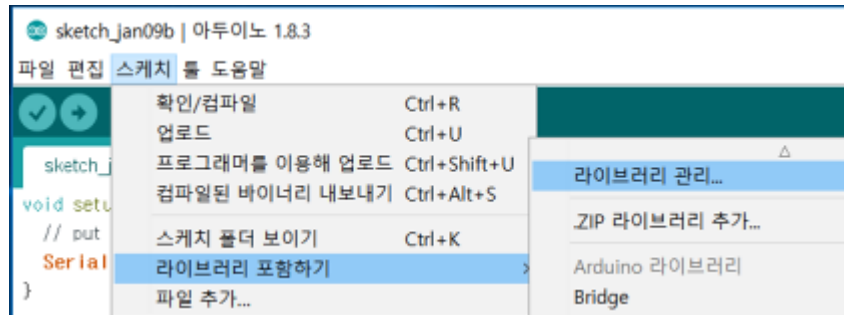 sketch_jan09b | 아두이노 1.8.3
파일 편집 스케치 툴 도움말
확인/컴파일 Ctrl+R
업로드 Ctrl+U
프로그래머를 이용해 업로드 Ctrl+Shift+U
컴파일된 바이너리 내보내기 Ctrl+Alt+S
스케치 폴더 보이기 Ctrl+K
라이브러리 포함하기
파일 추가...
sketch_j
void setu
// put
Serial
}
라이브러리 관리...
.ZIP 라이브러리 추가...
Arduino 라이브러리
Bridge